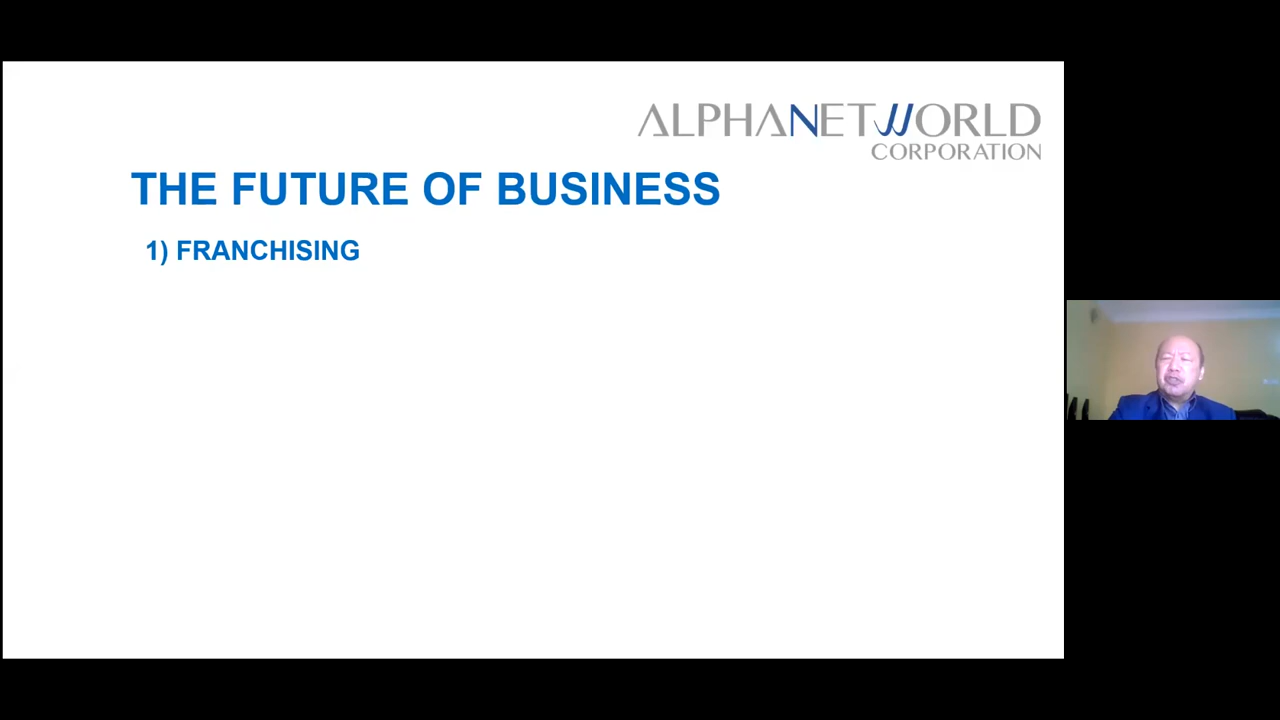 ALPHANETWORLD
CORPORATION
THE FUTURE OF BUSINESS
1) FRANCHISING